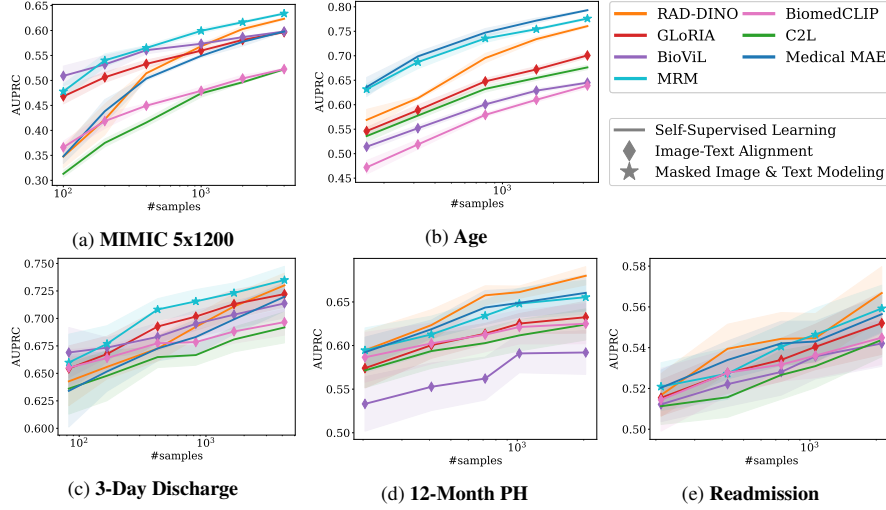 0.65
0.60
0.55
0.50
0.45
0.40
0.35
0.30
AUPRC
10²
10³
#samples
(a) MIMIC 5x1200
0.80
0.75
0.70
0.65
0.60
0.55
0.50
0.45
AUPRC
10³
#samples
(b) Age
RAD-DINO
GLoRIA
BioViL
MRM
BiomedCLIP
C2L
Medical MAE
Self-Supervised Learning
Image-Text Alignment
Masked Image & Text Modeling
0.750
0.725
0.700
0.675
0.650
0.625
0.600
AUPRC
10²
10³
#samples
(c) 3-Day Discharge
0.65
0.60
0.55
0.50
AUPRC
10³
#samples
(d) 12-Month PH
0.58
0.56
0.54
0.52
0.50
AUPRC
10³
#samples
(e) Readmission